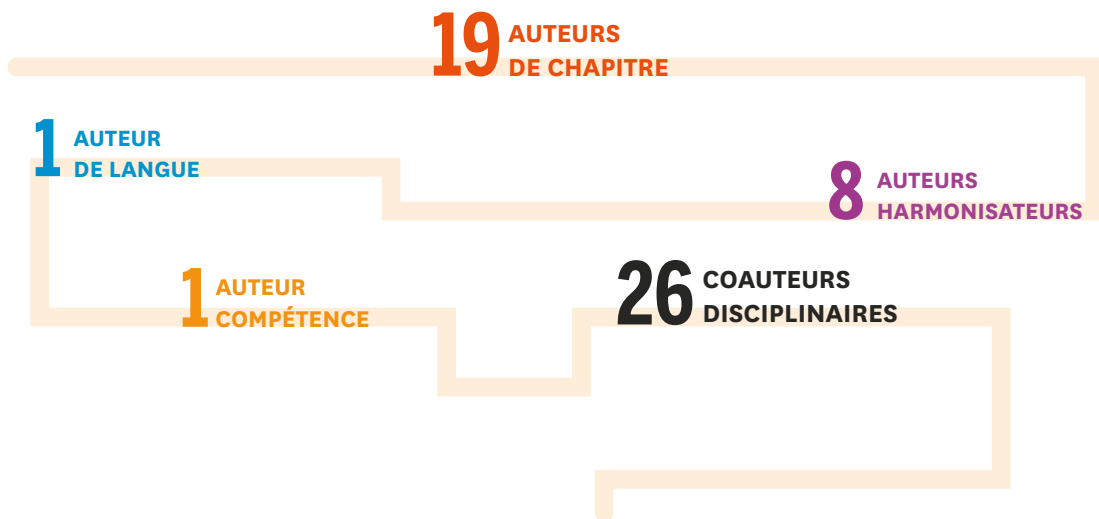 19 AUTEURS
DE CHAPITRE
1 AUTEUR
DE LANGUE
8 AUTEURS
HARMONISATEURS
1 AUTEUR
COMPÉTENCE
26 COAUTEURS
DISCIPLINAIRES